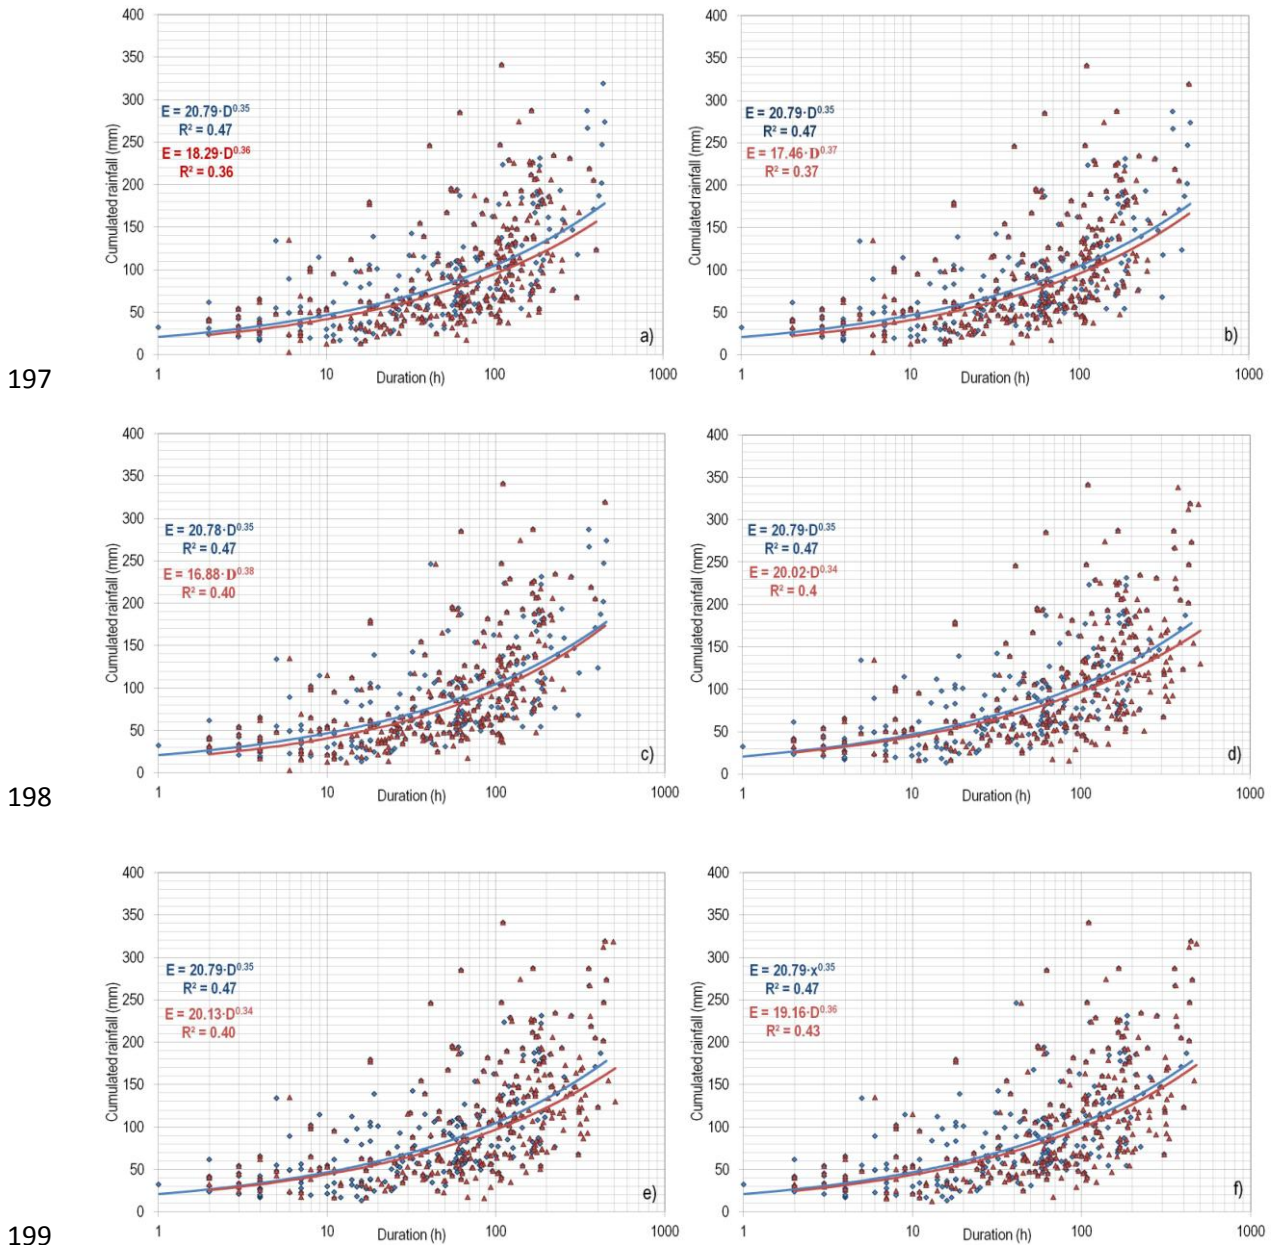 400
350
300
250
200
150
100
50
0
Cumulated rainfall (mm)
E = 20.79·D^0.35
R² = 0.47
E = 18.29·D^0.36
R² = 0.36
a)
1 10 100 1000
Duration (h)
400
350
300
250
200
150
100
50
0
Cumulated rainfall (mm)
E = 20.79·D^0.35
R² = 0.47
E = 17.46·D^0.37
R² = 0.37
b)
1 10 100 1000
Duration (h)
197
400
350
300
250
200
150
100
50
0
Cumulated rainfall (mm)
E = 20.78·D^0.35
R² = 0.47
E = 16.88·D^0.38
R² = 0.40
c)
1 10 100 1000
Duration (h)
400
350
300
250
200
150
100
50
0
Cumulated rainfall (mm)
E = 20.79·D^0.35
R² = 0.47
E = 20.02·D^0.34
R² = 0.4
d)
1 10 100 1000
Duration (h)
198
400
350
300
250
200
150
100
50
0
Cumulated rainfall (mm)
E = 20.79·D^0.35
R² = 0.47
E = 20.13·D^0.34
R² = 0.40
e)
1 10 100 1000
Duration (h)
400
350
300
250
200
150
100
50
0
Cumulated rainfall (mm)
E = 20.79·x^0.35
R² = 0.47
E = 19.16·D^0.36
R² = 0.43
f)
1 10 100 1000
Duration (h)
199